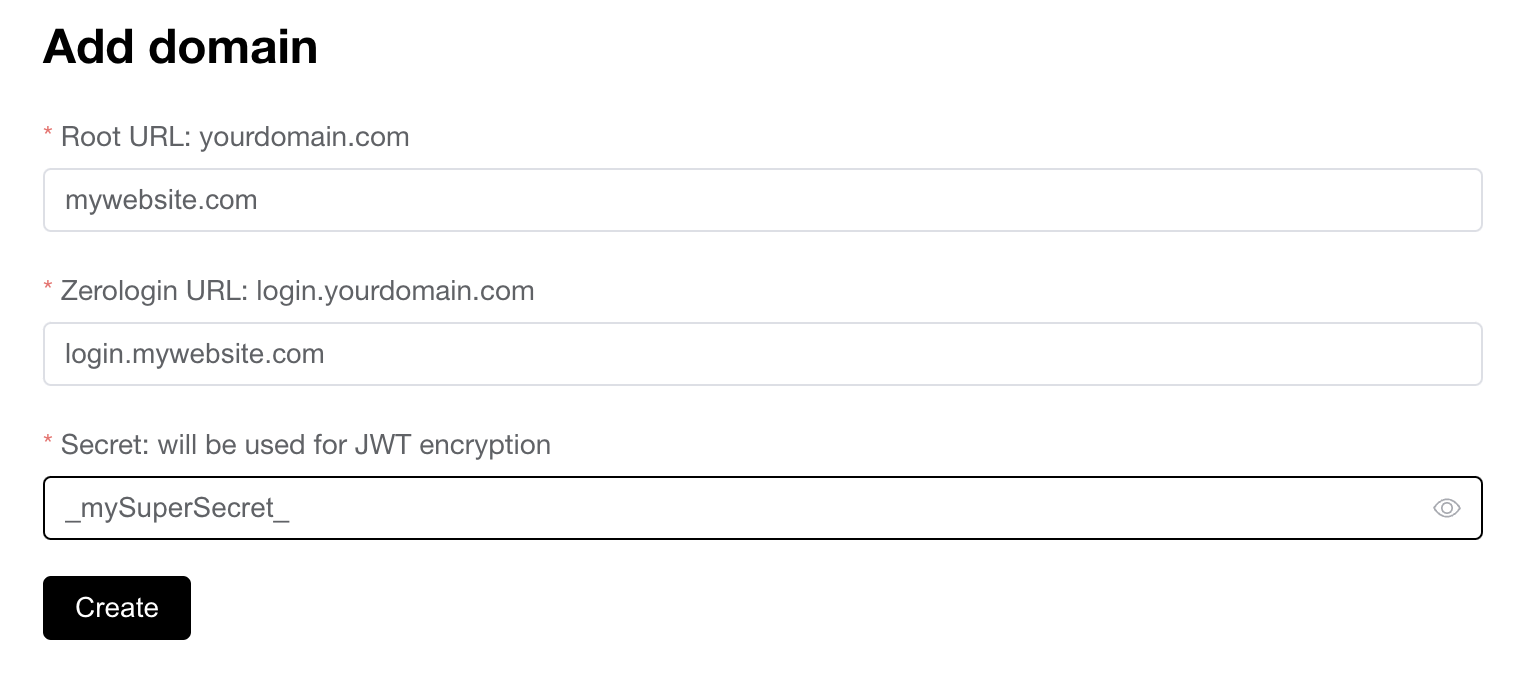 Add domain
* Root URL: yourdomain.com
mywebsite.com
* Zerologin URL: login.yourdomain.com
login.mywebsite.com
* Secret: will be used for JWT encryption
_mySuperSecret_
Create